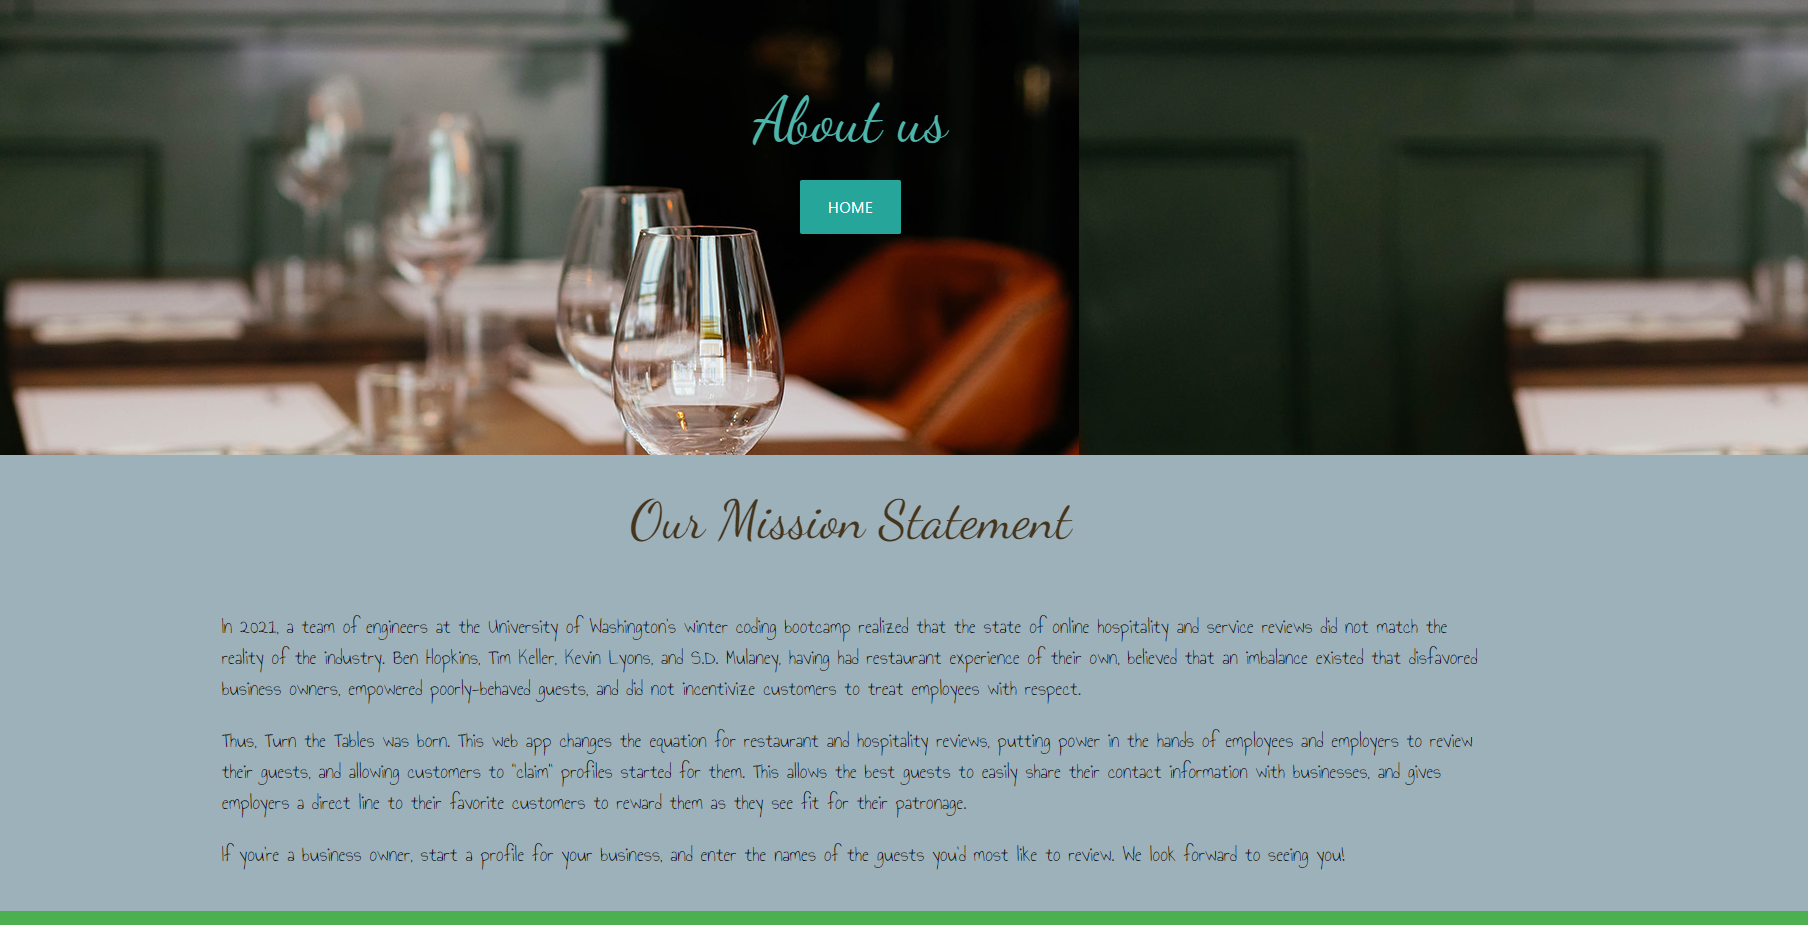 About us
HOME
Our Mission Statement
In 2021, a team of engineers at the University of Washington's winter coding bootcamp realized that the state of online hospitality and service reviews did not match the
reality of the industry. Ben Hopkins, Tim Keller, Kevin Lyons, and S.D. Mulaney, having had restaurant experience of their own, believed that an imbalance existed that disfavored
business owners, empowered poorly-behaved guests, and did not incentivize customers to treat employees with respect.
Thus, Turn the Tables was born. This web app changes the equation for restaurant and hospitality reviews, putting power in the hands of employees and employers to review
their guests, and allowing customers to "claim" profiles started for them. This allows the best guests to easily share their contact information with businesses, and gives
employers a direct line to their favorite customers to reward them as they see fit for their patronage.
If you're a business owner, start a profile for your business, and enter the names of the guests you'd most like to review. We look forward to seeing you!